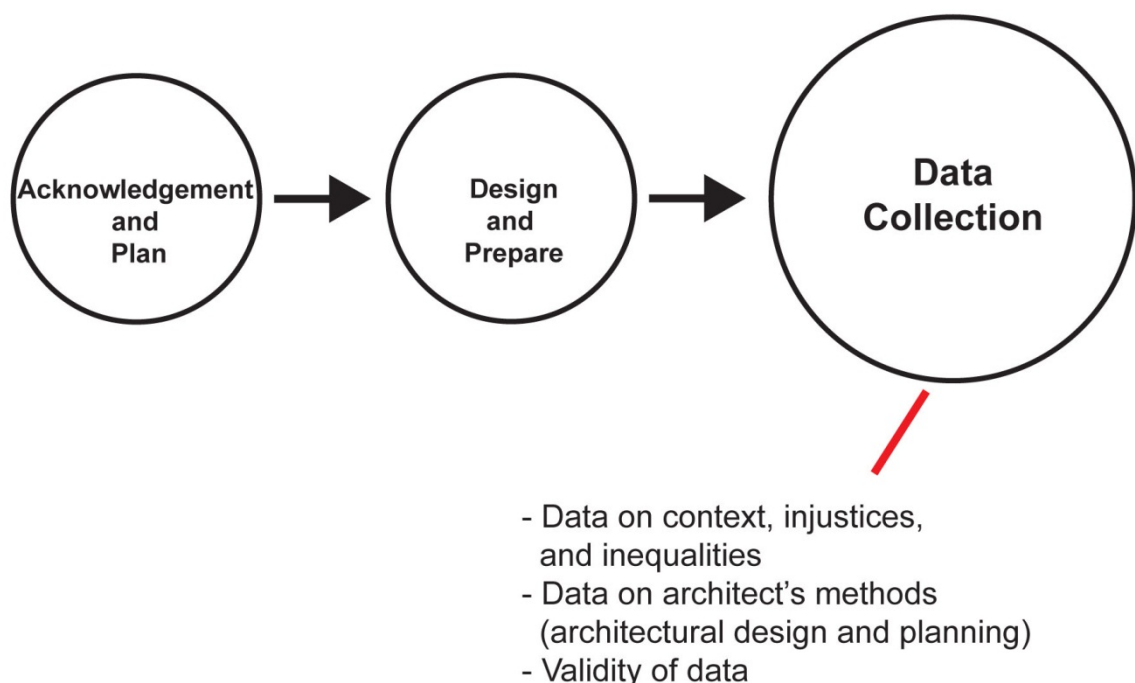 Acknowledgement
and
Plan
Design
and
Prepare
Data
Collection
- Data on context, injustices,
and inequalities
- Data on architect's methods
(architectural design and planning)
- Validity of data